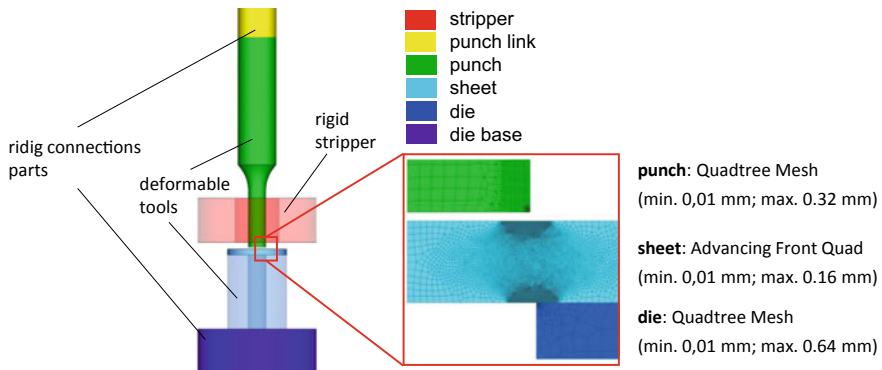 stripper
punch link
punch
sheet
die
die base
ridig connections
parts
rigid
stripper
deformable
tools
punch: Quadtree Mesh
(min. 0,01 mm; max. 0.32 mm)
sheet: Advancing Front Quad
(min. 0,01 mm; max. 0.16 mm)
die: Quadtree Mesh
(min. 0,01 mm; max. 0.64 mm)